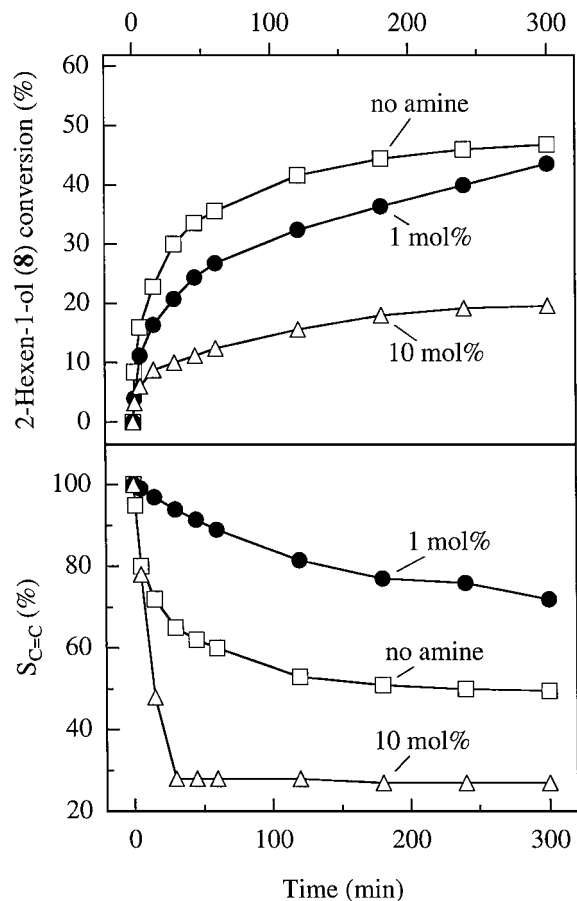 0 100 200 300
2-Hexen-1-ol (8) conversion (%)
60
50
40
30
20
10
0
no amine
1 mol%
10 mol%
S_C=C (%)
100
80
60
40
20
1 mol%
no amine
10 mol%
0 100 200 300
Time (min)